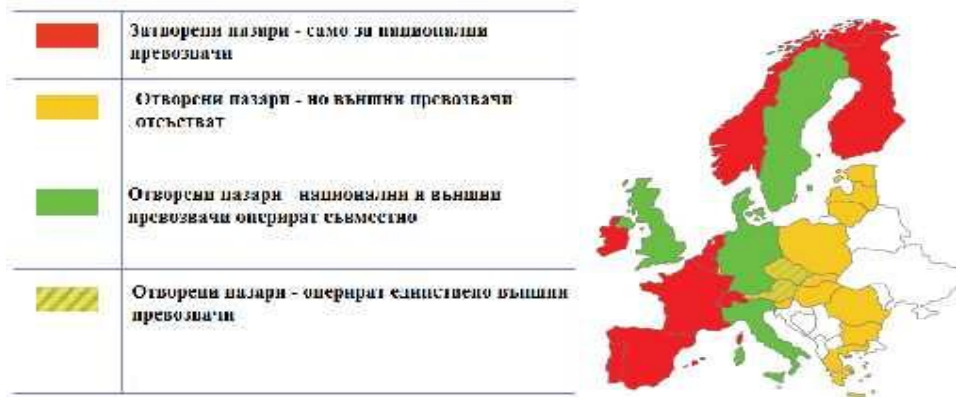 Затворени пазари - само за национални
превозвачи
Отворени пазари - но външни превозвачи
отсъстват
Отворени пазари - национални и външни
превозвачи оперират съвместно
Отворени пазари - оперират единствено външни
превозвачи